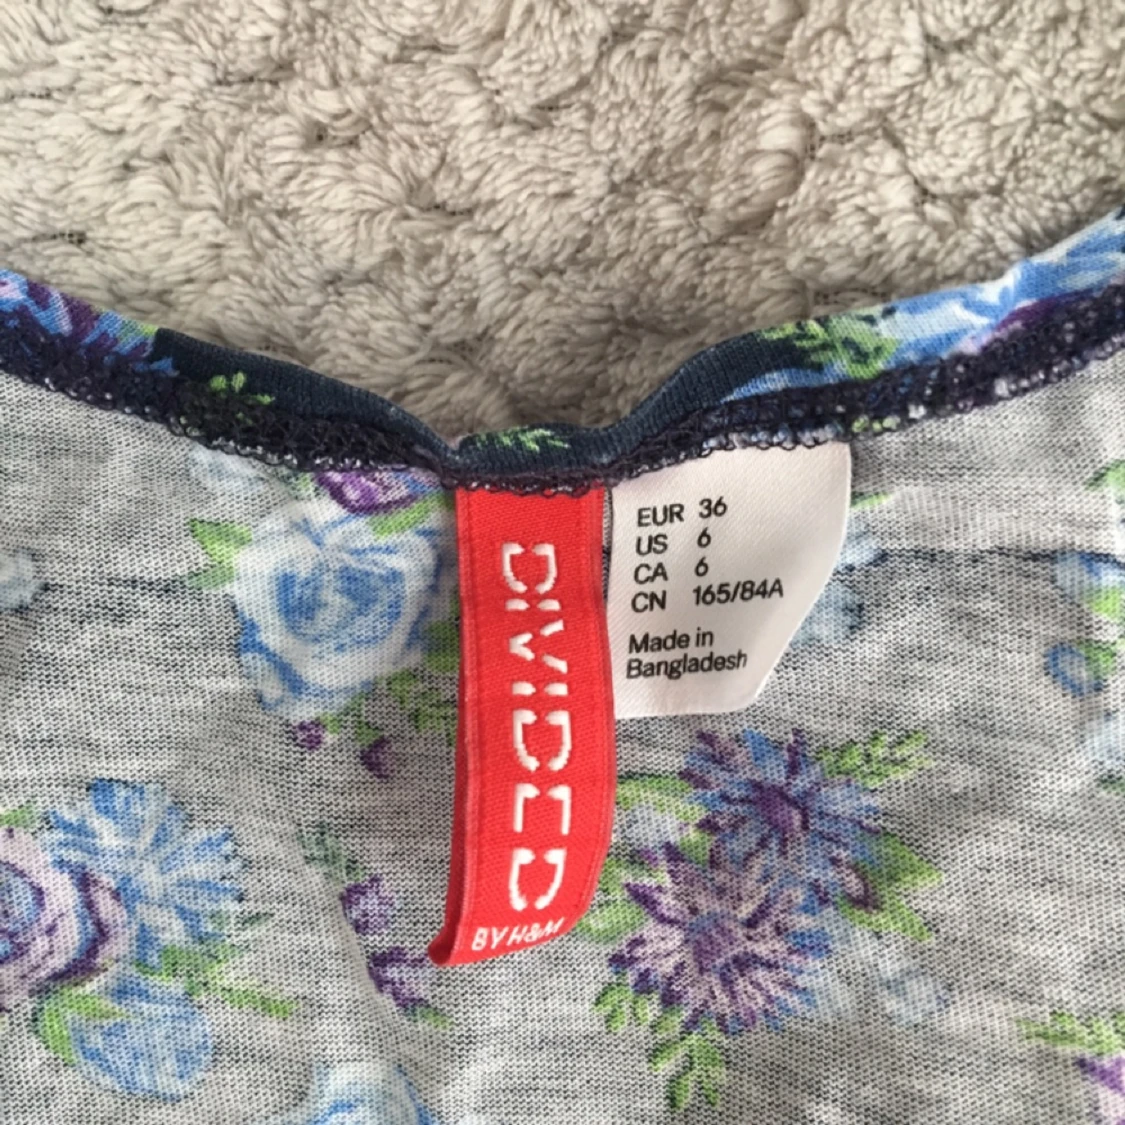 DIVIDED
BY H&M
EUR 36
US 6
CA 6
CN 165/84A
Made in
Bangladesh